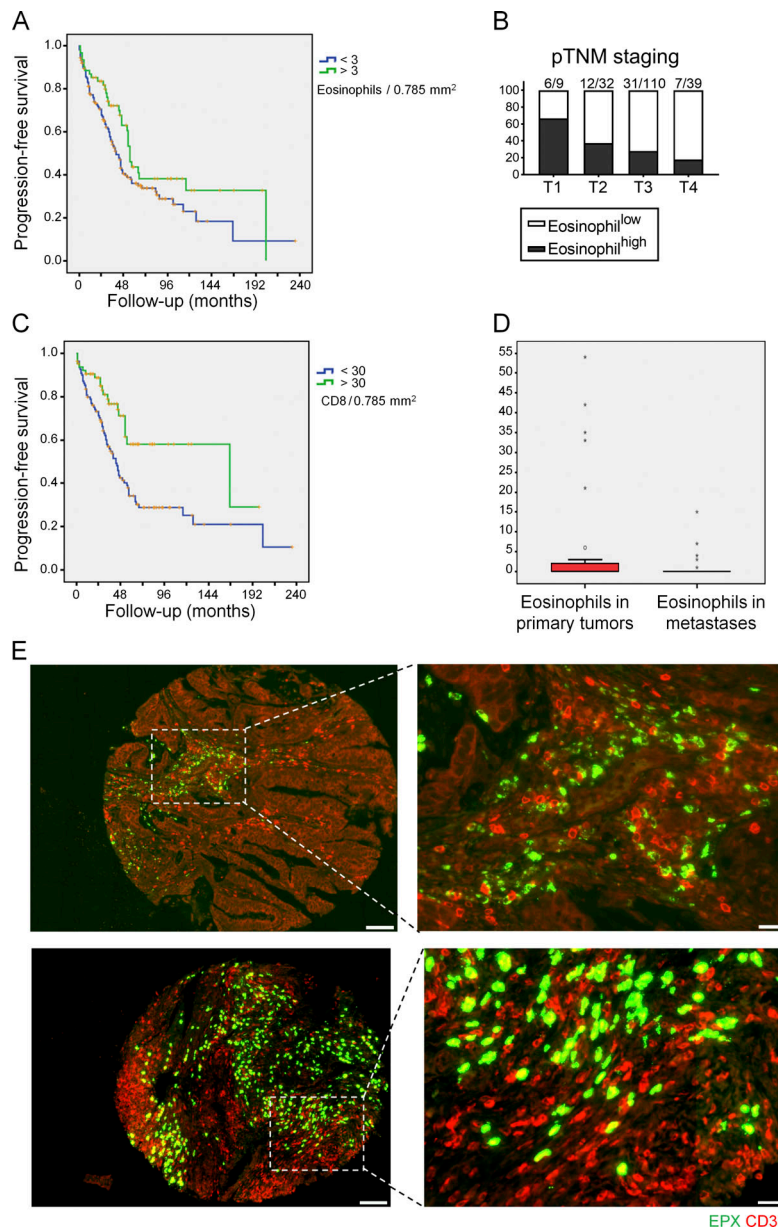 A
Progression-free survival
1.0
0.8
0.6
0.4
0.2
0.0
0 48 96 144 192 240
Follow-up (months)
< 3
> 3
Eosinophils / 0.785 mm²
B
pTNM staging
6/9 12/32 31/110 7/39
100
80
60
40
20
0
T1 T2 T3 T4
Eosinophil^low
Eosinophil^high
C
Progression-free survival
1.0
0.8
0.6
0.4
0.2
0.0
0 48 96 144 192 240
Follow-up (months)
< 30
> 30
CD8 / 0.785 mm²
D
55
50
45
40
35
30
25
20
15
10
5
0
Eosinophils in
primary tumors
Eosinophils in
metastases
E
EPX CD3